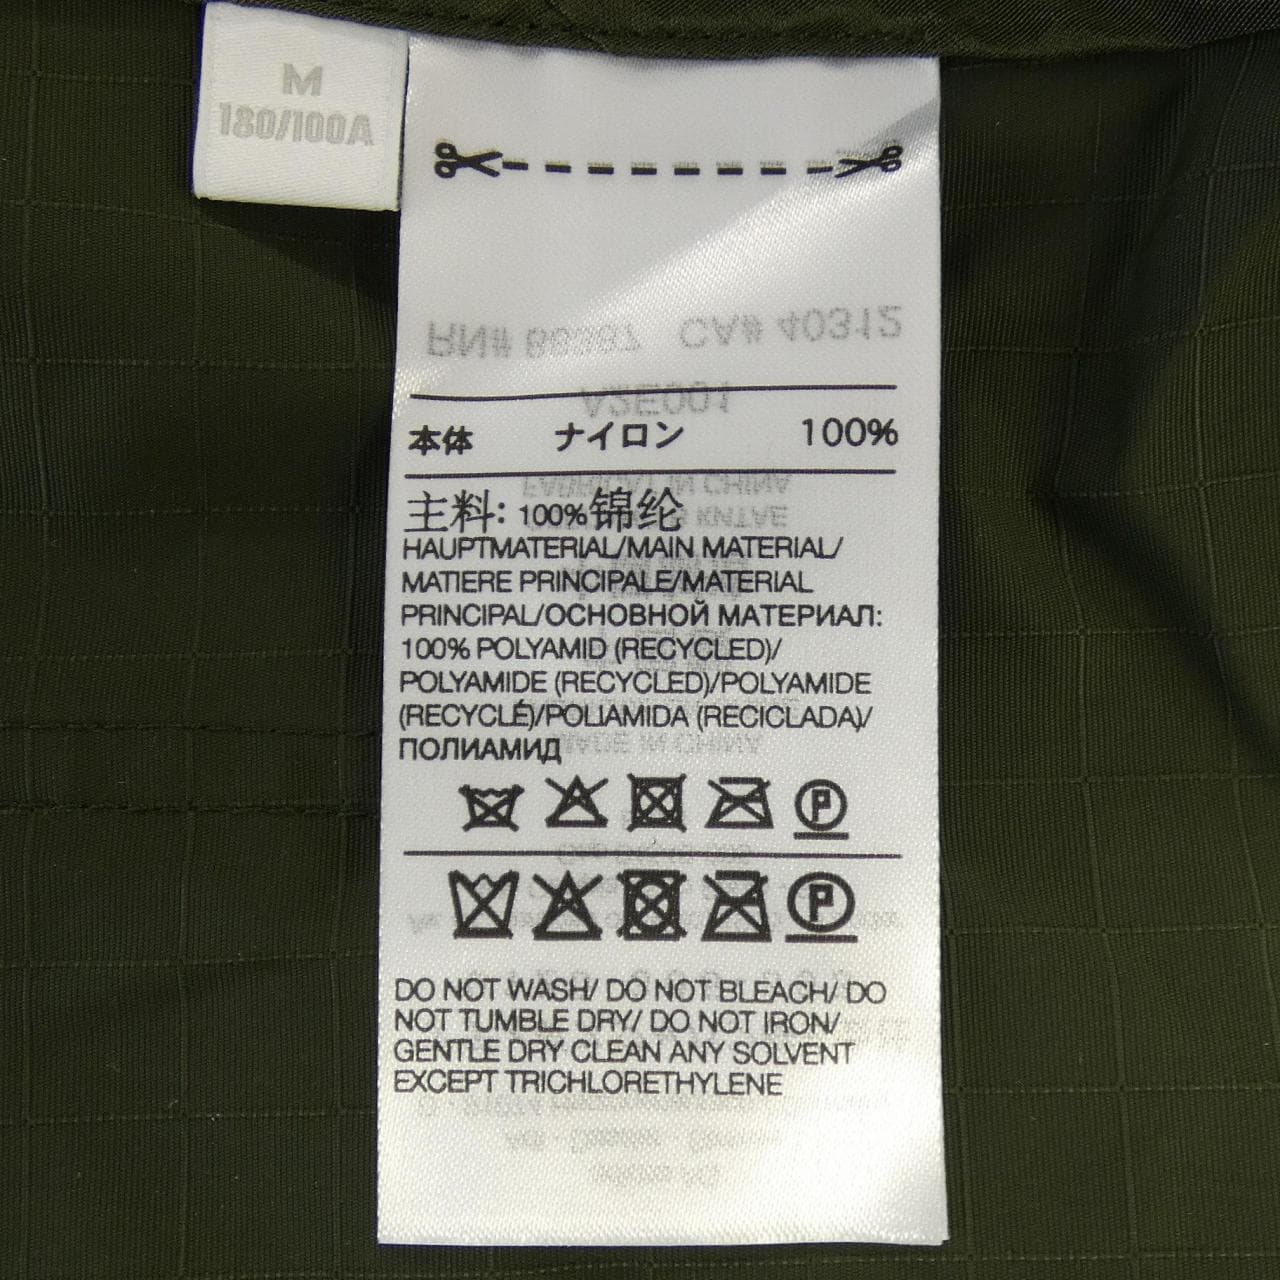 M
180/100A
本体 ナイロン 100%
主料: 100%锦纶
HAUPTMATERIAL/MAIN MATERIAL/
MATIERE PRINCIPALE/MATERIAL
PRINCIPAL/ОСНОВНОЙ МАТЕРИАЛ:
100% POLYAMID (RECYCLED)/
POLYAMIDE (RECYCLED)/POLYAMIDE
(RECYCLÉ)/POLIAMIDA (RECICLADA)/
ПОЛИАМИД
P
P
DO NOT WASH/ DO NOT BLEACH/ DO
NOT TUMBLE DRY/ DO NOT IRON/
GENTLE DRY CLEAN ANY SOLVENT
EXCEPT TRICHLORETHYLENE